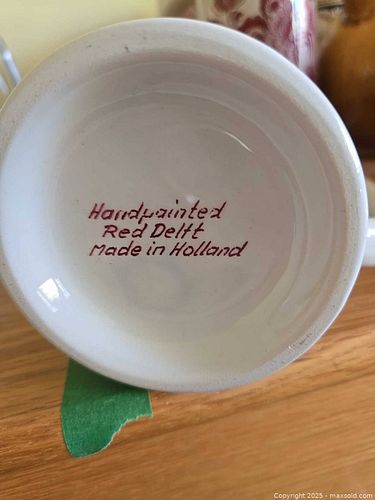 Handpainted
Red Delft
Made in Holland
Copyright 2025 - maxsold.com